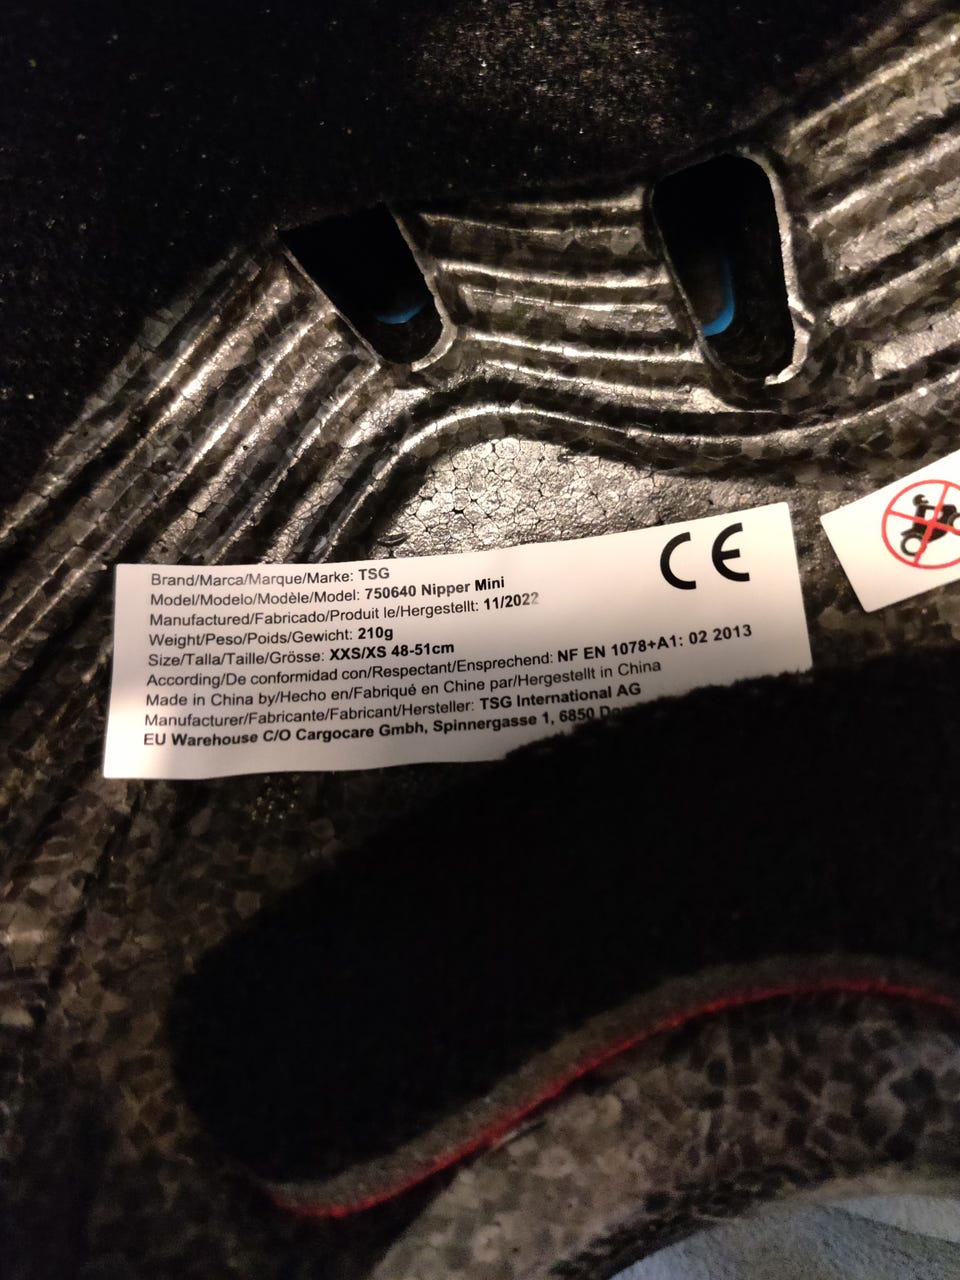 CE
Brand/Marca/Marque/Marke: TSG
Model/Modelo/Modèle/Model: 750640 Nipper Mini
Manufactured/Fabricado/Produit le/Hergestellt: 11/2022
Weight/Peso/Poids/Gewicht: 210g
Size/Talla/Taille/Grösse: XXS/XS 48-51cm
According/De conformidad con/Respectant/Ensprechend: NF EN 1078+A1: 02 2013
Made in China by/Hecho en/Fabriqué en Chine par/Hergestellt in China
Manufacturer/Fabricante/Fabricant/Hersteller: TSG International AG
EU Warehouse C/O Cargocare Gmbh, Spinnergasse 1, 6850